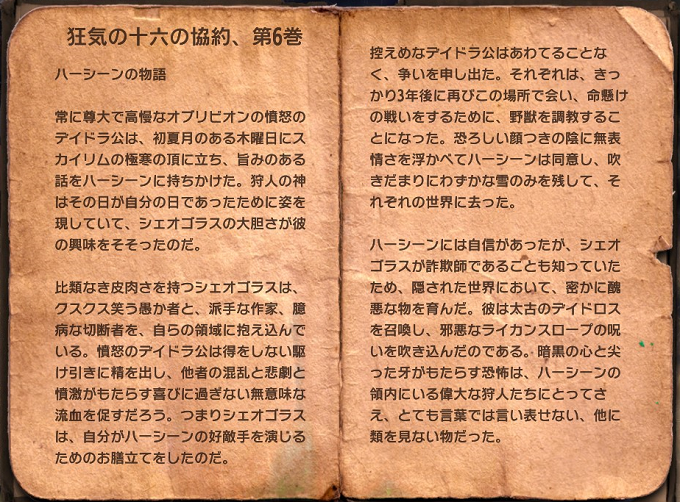 狂気の十六の協約、第6巻
ハーシーンの物語
常に尊大で高慢なオブリビオンの憤怒の
デイドラ公は、初夏月のある木曜日にス
カイリムの極寒の頂に立ち、旨みのある
話をハーシーンに持ちかけた。狩人の神
はその日が自分の日であったために姿を
現していて、シェオゴラスの大胆さが彼
の興味をそそったのだ。
比類なき皮肉さを持つシェオゴラスは、
クスクス笑う愚か者と、派手な作家、臆
病な切断者を、自らの領域に抱え込んで
いる。憤怒のデイドラ公は得をしない駆
け引きに精を出し、他者の混乱と悲劇と
憤激がもたらす喜びに過ぎない無意味な
流血を促すだろう。つまりシェオゴラス
は、自分がハーシーンの好敵手を演じる
ためのお膳立てをしたのだ。
控えめなデイドラ公はあわてることな
く、争いを申し出た。それぞれは、きっ
かり3年後に再びこの場所で会い、命懸け
の戦いをするために、野獣を調教するこ
とになった。恐ろしい顔つきの陰に無表
情さを浮かべてハーシーンは同意し、吹
きだまりにわずかな雪のみを残して、そ
れぞれの世界に去った。
ハーシーンには自信があったが、シェオ
ゴラスが詐欺師であることも知っていた
ため、隠された世界において、密かに醜
悪な物を育んだ。彼は太古のデイドロス
を召喚し、邪悪なライカンスロープの呪
いを吹き込んだのである。暗黒の心と尖
った牙がもたらす恐怖は、ハーシーンの
領内にいる偉大な狩人たちにとってさ
え、とても言葉では言い表せない、他に
類を見ない物だった。